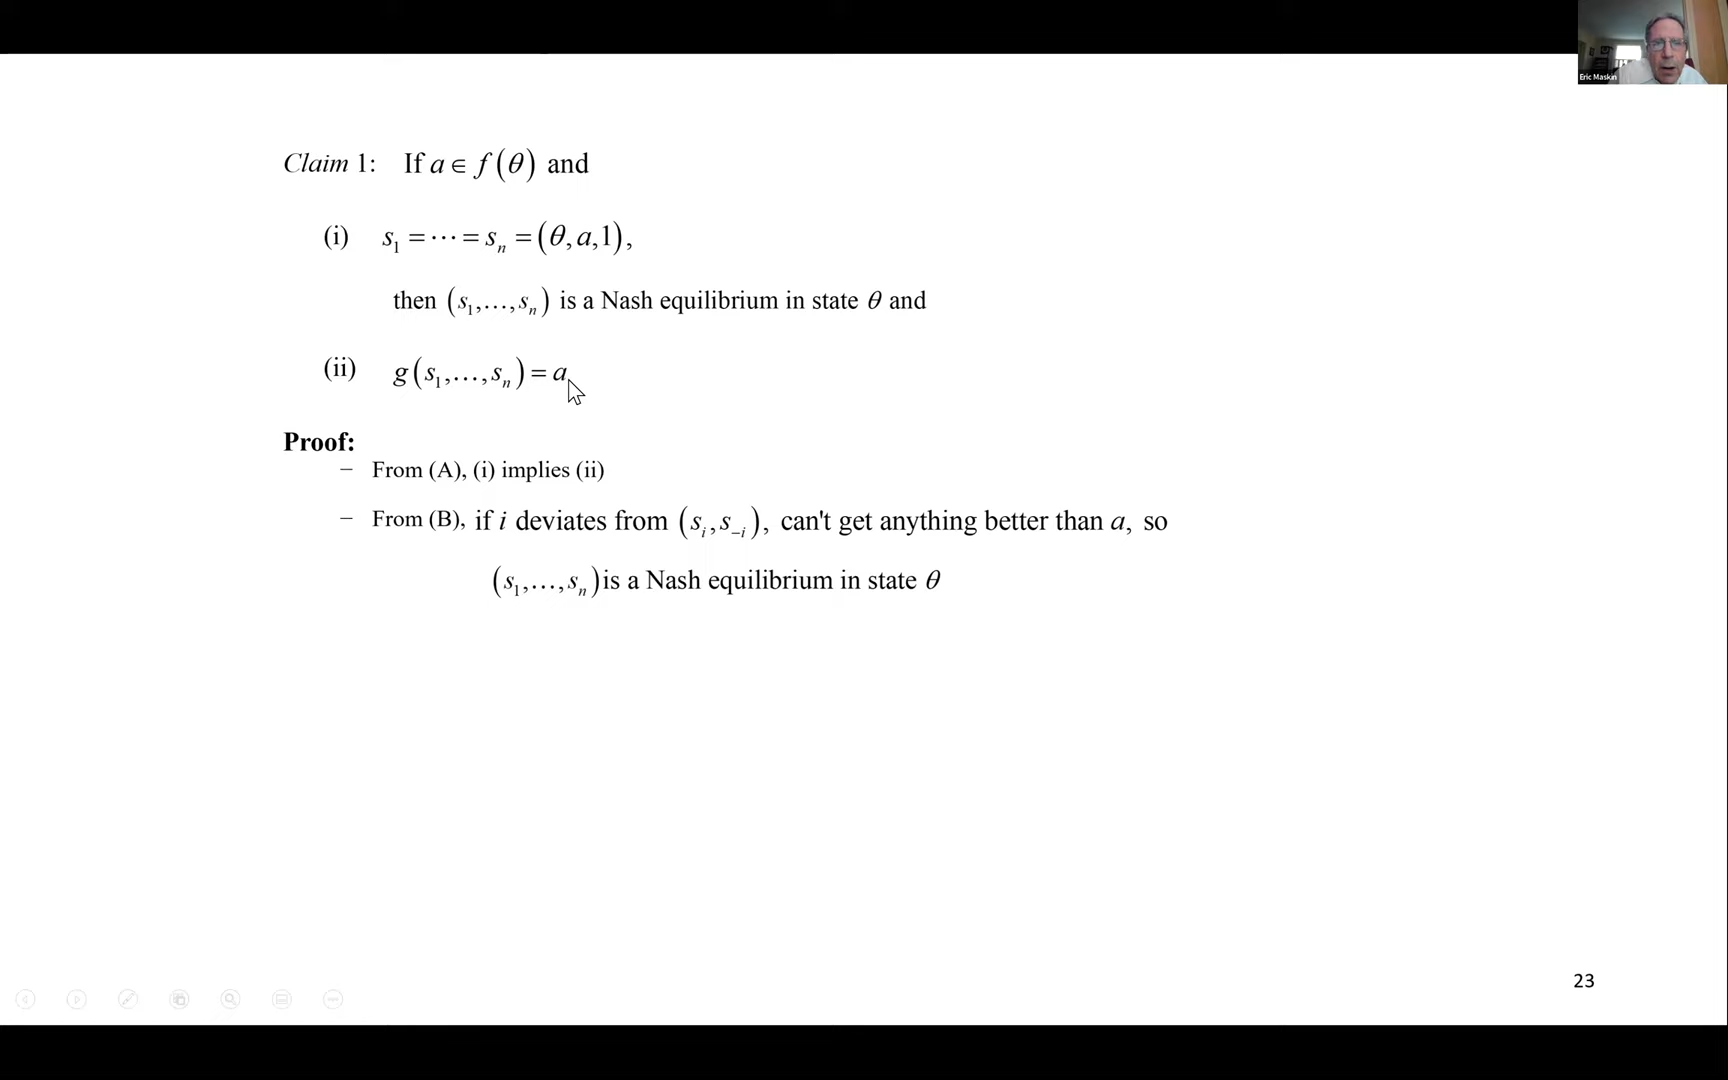 Eric Maskin
Claim 1: If a ∈ f(θ) and
(i) s₁ = ⋯ = sₙ = (θ, a, 1),
then (s₁,…,sₙ) is a Nash equilibrium in state θ and
(ii) g(s₁,…,sₙ) = a
Proof:
– From (A), (i) implies (ii)
– From (B), if i deviates from (sᵢ, s₋ᵢ), can't get anything better than a, so
(s₁,…,sₙ) is a Nash equilibrium in state θ
23